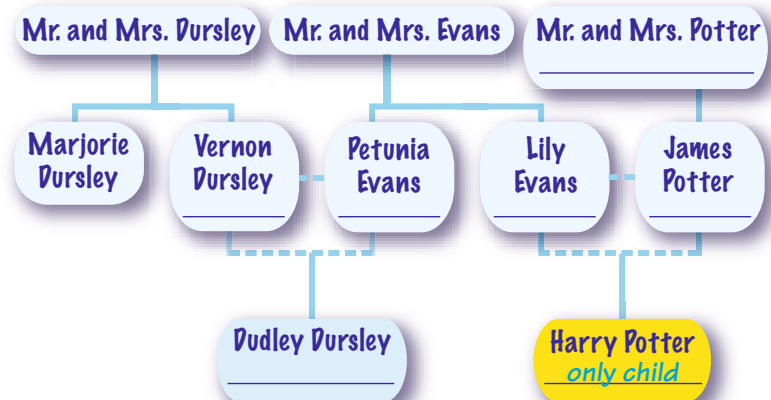 Mr. and Mrs. Dursley
Mr. and Mrs. Evans
Mr. and Mrs. Potter
Marjorie
Dursley
Vernon
Dursley
Petunia
Evans
Lily
Evans
James
Potter
Dudley Dursley
Harry Potter
only child